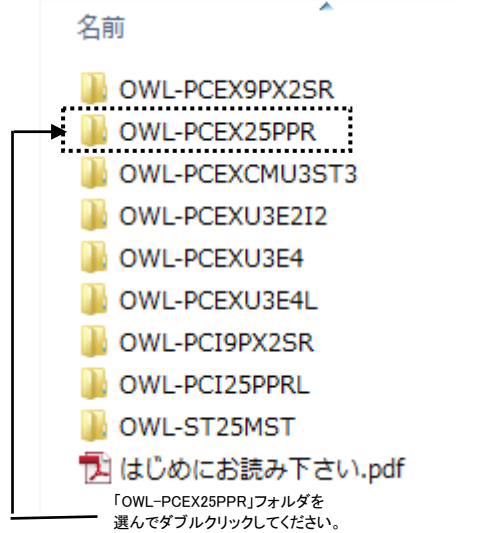 名前
OWL-PCEX9PX2SR
OWL-PCEX25PPR
OWL-PCEXCMU3ST3
OWL-PCEXU3E2I2
OWL-PCEXU3E4
OWL-PCEXU3E4L
OWL-PCI9PX2SR
OWL-PCI25PPRL
OWL-ST25MST
はじめにお読み下さい.pdf
「OWL-PCEX25PPR」フォルダを
選んでダブルクリックしてください。